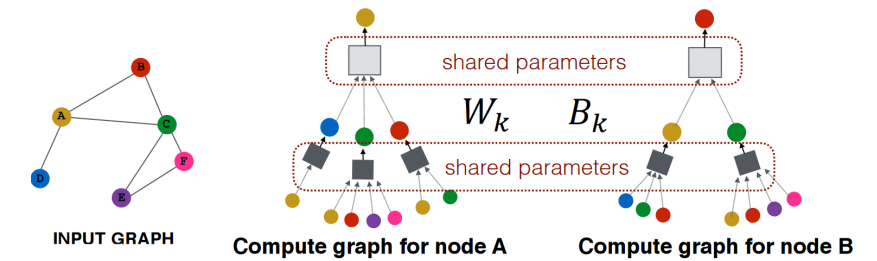 shared parameters
B
A
C
W_k B_k
F
D
shared parameters
E
INPUT GRAPH
Compute graph for node A
Compute graph for node B